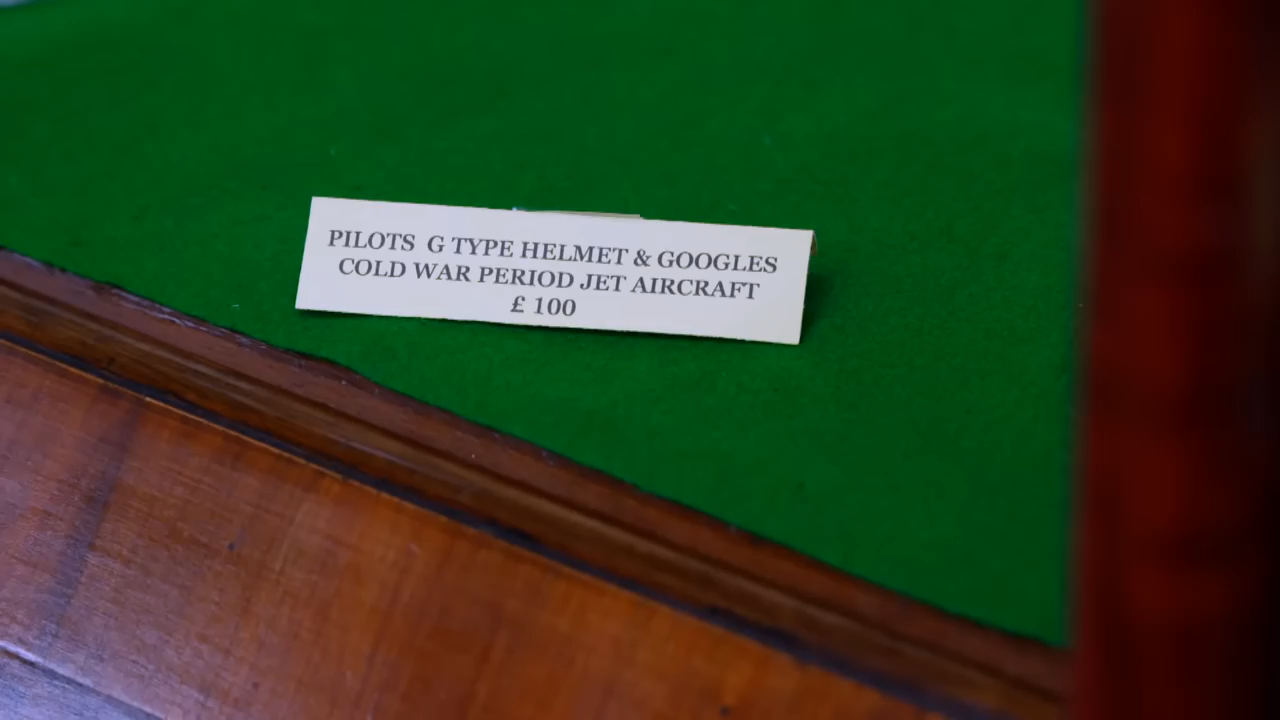 PILOTS G TYPE HELMET & GOOGLES
COLD WAR PERIOD JET AIRCRAFT
£ 100